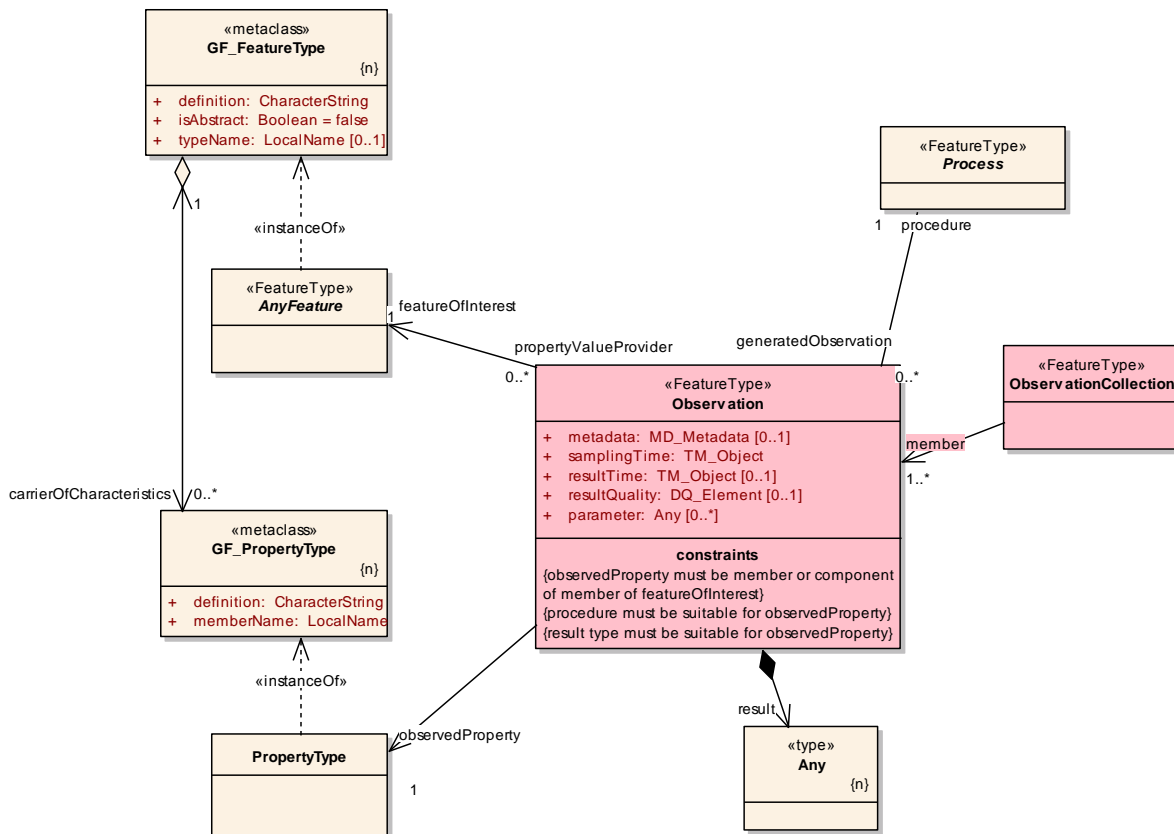 «metaclass»
GF_FeatureType
{n}
+ definition: CharacterString
+ isAbstract: Boolean = false
+ typeName: LocalName [0..1]
1
«instanceOf»
«FeatureType»
Process
1 procedure
«FeatureType»
AnyFeature
featureOfInterest
1
propertyValueProvider
0..*
generatedObservation
0..*
«FeatureType»
ObservationCollection
member
1..*
«FeatureType»
Observation
+ metadata: MD_Metadata [0..1]
+ samplingTime: TM_Object
+ resultTime: TM_Object [0..1]
+ resultQuality: DQ_Element [0..1]
+ parameter: Any [0..*]
constraints
{observedProperty must be member or component
of member of featureOfInterest}
{procedure must be suitable for observedProperty}
{result type must be suitable for observedProperty}
carrierOfCharacteristics
0..*
«metaclass»
GF_PropertyType
{n}
+ definition: CharacterString
+ memberName: LocalName
«instanceOf»
PropertyType
observedProperty
1
result
«type»
Any
{n}